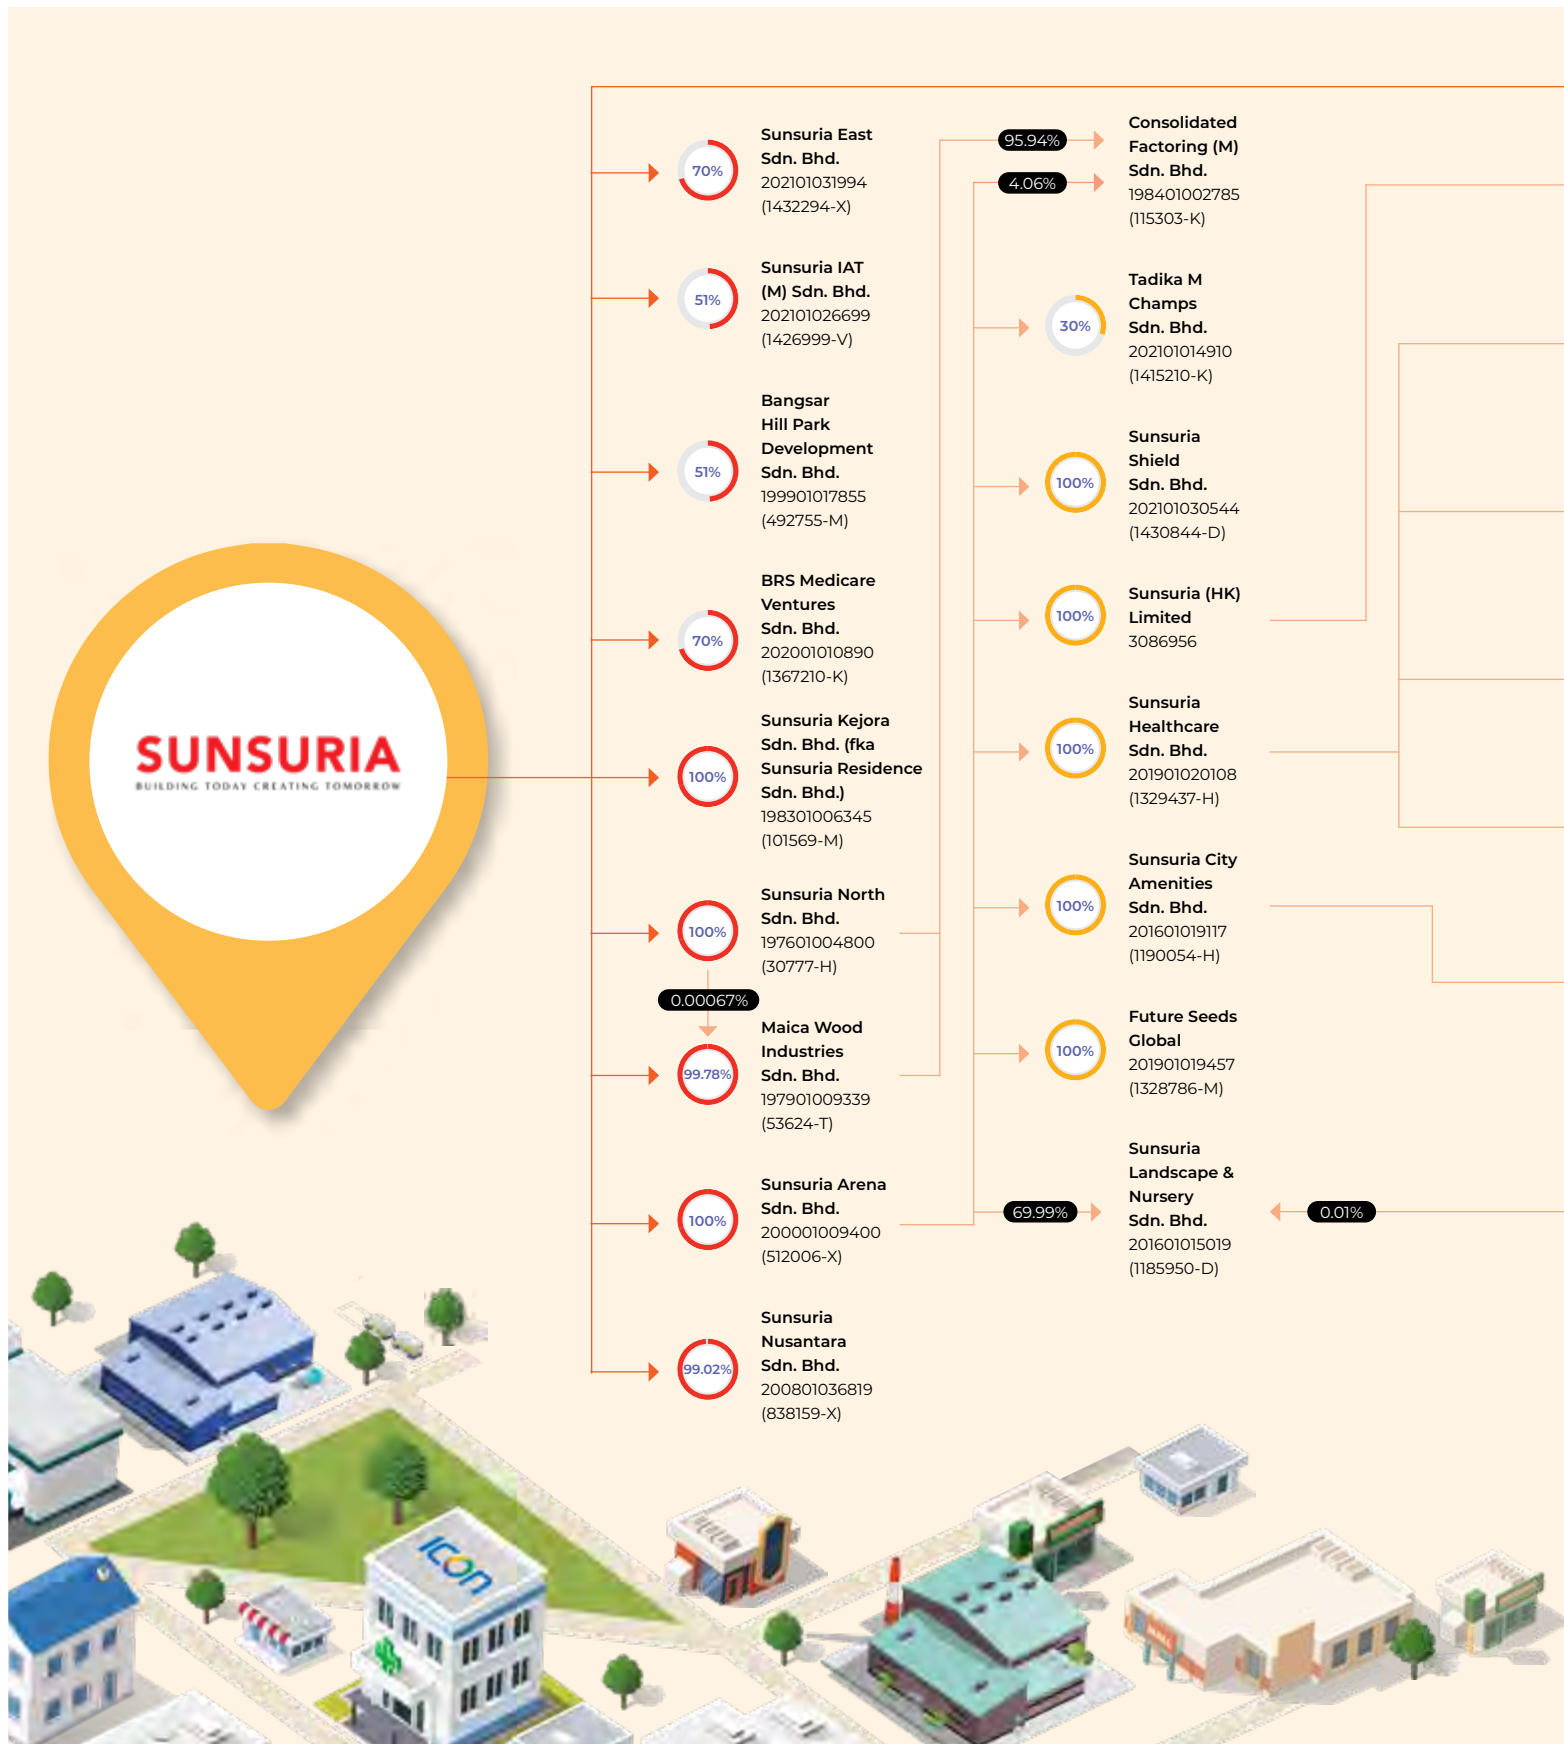 SUNSURIA
BUILDING TODAY CREATING TOMORROW
70%
Sunsuria East
Sdn. Bhd.
202101031994
(1432294-X)
51%
Sunsuria IAT
(M) Sdn. Bhd.
202101026699
(1426999-V)
51%
Bangsar
Hill Park
Development
Sdn. Bhd.
199901017855
(492755-M)
70%
BRS Medicare
Ventures
Sdn. Bhd.
202001010890
(1367210-K)
100%
Sunsuria Kejora
Sdn. Bhd. (fka
Sunsuria Residence
Sdn. Bhd.)
198301006345
(101569-M)
100%
Sunsuria North
Sdn. Bhd.
197601004800
(30777-H)
0.00067%
99.78%
Maica Wood
Industries
Sdn. Bhd.
197901009339
(53624-T)
100%
Sunsuria Arena
Sdn. Bhd.
200001009400
(512006-X)
99.02%
Sunsuria
Nusantara
Sdn. Bhd.
200801036819
(838159-X)
95.94%
4.06%
Consolidated
Factoring (M)
Sdn. Bhd.
198401002785
(115303-K)
30%
Tadika M
Champs
Sdn. Bhd.
202101014910
(1415210-K)
100%
Sunsuria
Shield
Sdn. Bhd.
202101030544
(1430844-D)
100%
Sunsuria (HK)
Limited
3086956
100%
Sunsuria
Healthcare
Sdn. Bhd.
201901020108
(1329437-H)
100%
Sunsuria City
Amenities
Sdn. Bhd.
201601019117
(1190054-H)
100%
Future Seeds
Global
201901019457
(1328786-M)
69.99%
Sunsuria
Landscape &
Nursery
Sdn. Bhd.
201601015019
(1185950-D)
0.01%
icon
MALL